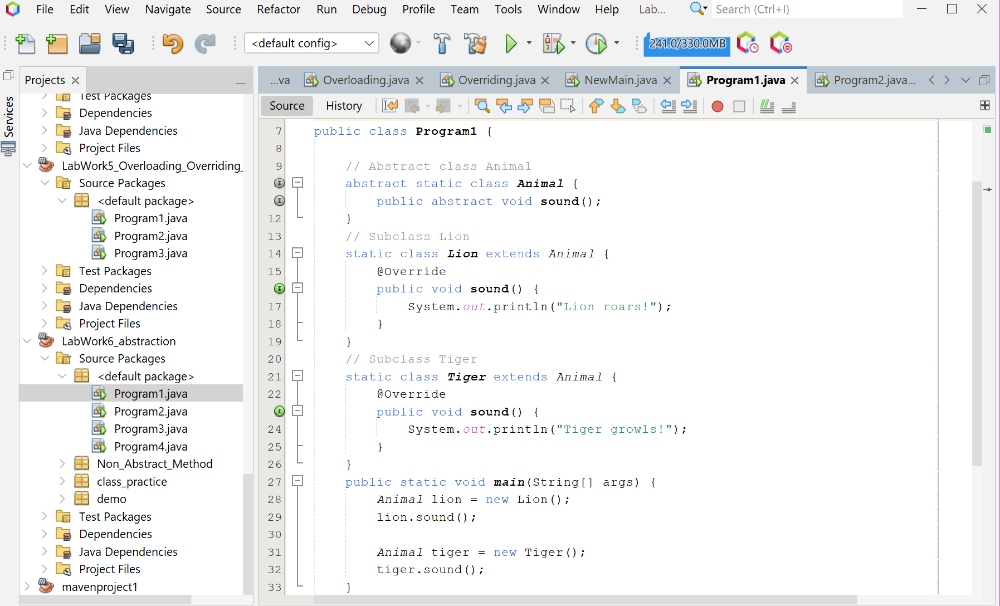 File Edit View Navigate Source Refactor Run Debug Profile Team Tools Window Help Lab... Search (Ctrl+I)
<default config> 241.0/330.0MB
Services
Projects
Test Packages
Dependencies
Java Dependencies
Project Files
LabWork5_Overloading_Overriding_
Source Packages
<default package>
Program1.java
Program2.java
Program3.java
Test Packages
Dependencies
Java Dependencies
Project Files
LabWork6_abstraction
Source Packages
<default package>
Program1.java
Program2.java
Program3.java
Program4.java
Non_Abstract_Method
class_practice
demo
Test Packages
Dependencies
Java Dependencies
Project Files
mavenproject1
...va Overloading.java Overriding.java NewMain.java Program1.java Program2.java...
Source History
7 public class Program1 {
8
9 // Abstract class Animal
abstract static class Animal {
public abstract void sound();
12 }
13 // Subclass Lion
14 static class Lion extends Animal {
15 @Override
public void sound() {
17 System.out.println("Lion roars!");
18 }
19 }
20 // Subclass Tiger
21 static class Tiger extends Animal {
22 @Override
public void sound() {
24 System.out.println("Tiger growls!");
25 }
26 }
27 public static void main(String[] args) {
28 Animal lion = new Lion();
29 lion.sound();
30
31 Animal tiger = new Tiger();
32 tiger.sound();
33 }